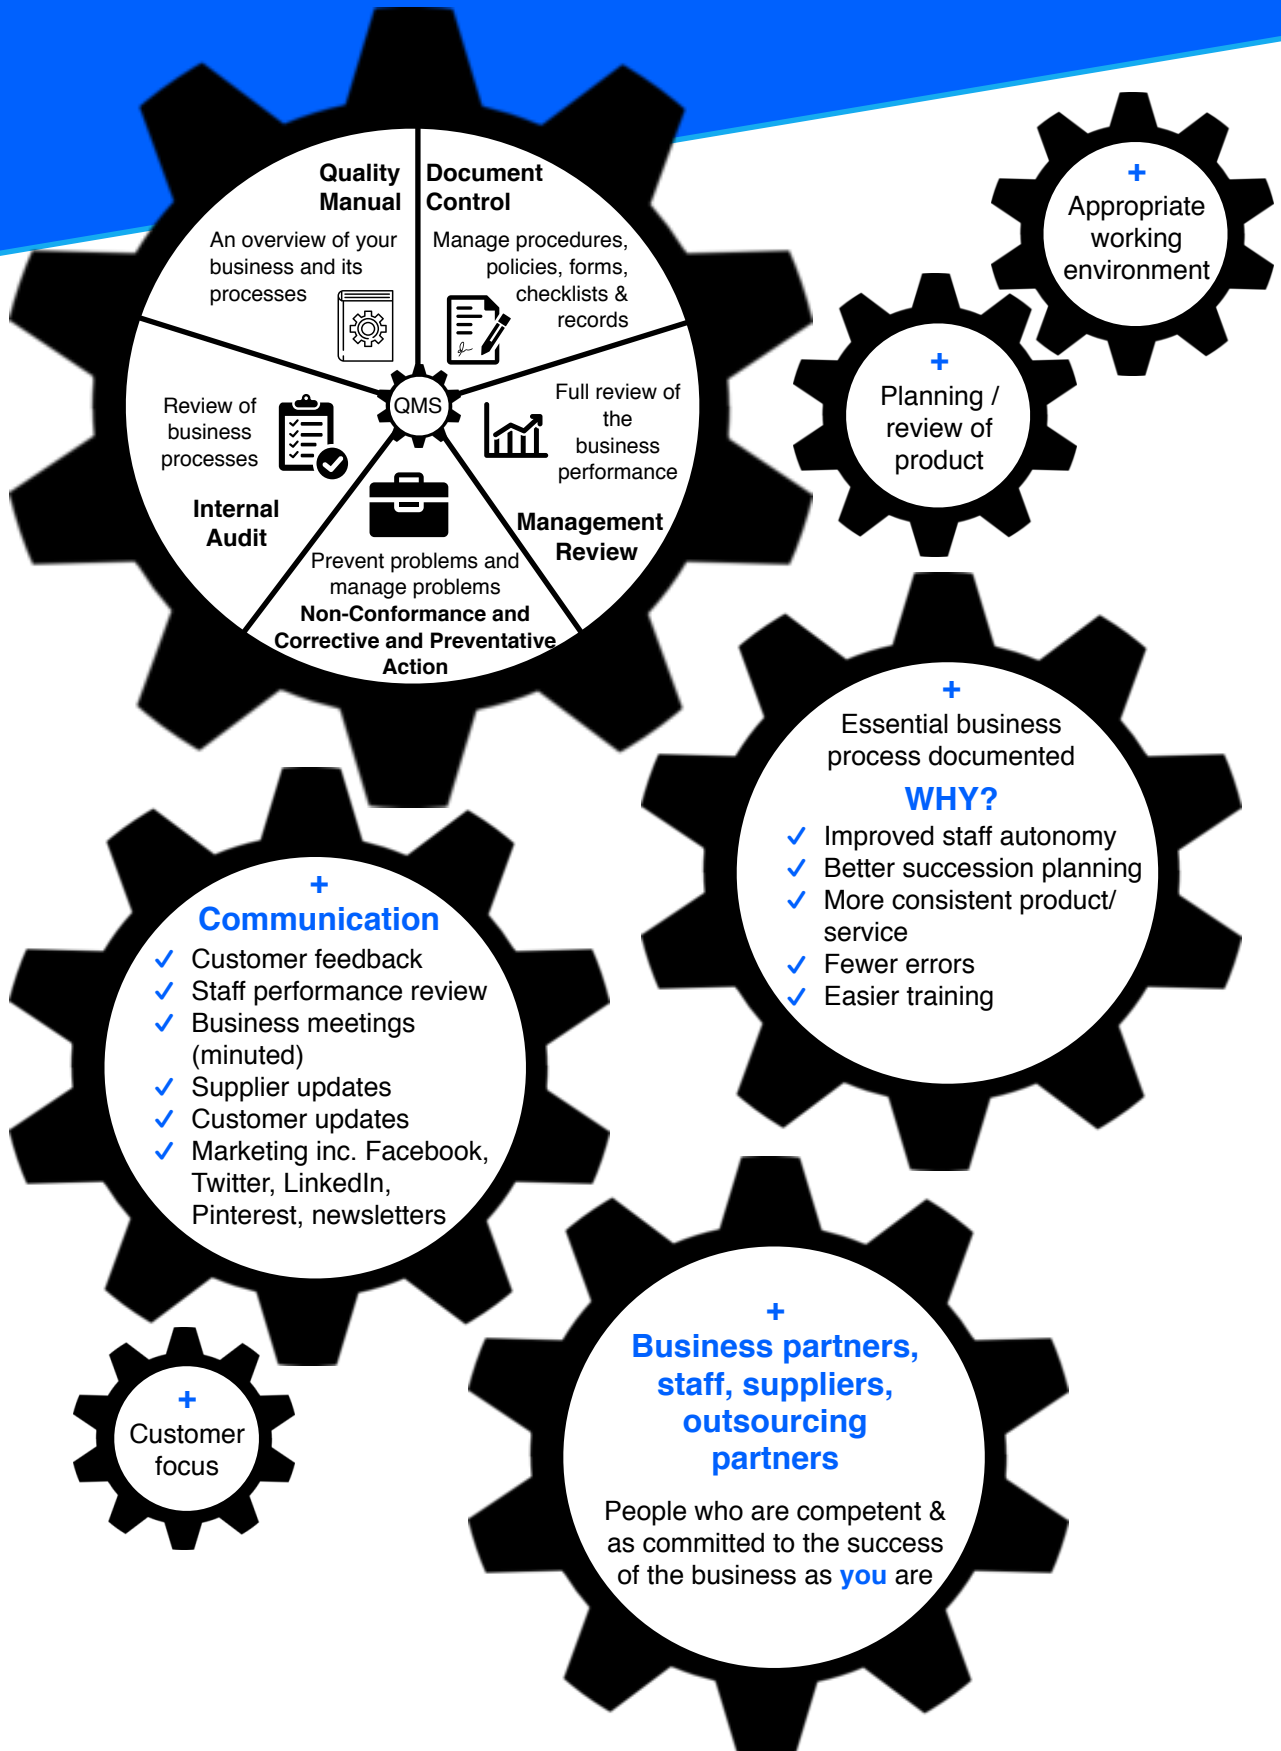 Quality
Manual
An overview of your
business and its
processes
Document
Control
Manage procedures,
policies, forms,
checklists &
records
QMS
Review of
business
processes
Internal
Audit
Full review of
the
business
performance
Management
Review
Prevent problems and
manage problems
Non-Conformance and
Corrective and Preventative
Action
+
Appropriate
working
environment
+
Planning /
review of
product
+
Essential business
process documented
WHY?
✓ Improved staff autonomy
✓ Better succession planning
✓ More consistent product/
service
✓ Fewer errors
✓ Easier training
+
Communication
✓ Customer feedback
✓ Staff performance review
✓ Business meetings
(minuted)
✓ Supplier updates
✓ Customer updates
✓ Marketing inc. Facebook,
Twitter, LinkedIn,
Pinterest, newsletters
+
Customer
focus
+
Business partners,
staff, suppliers,
outsourcing
partners
People who are competent &
as committed to the success
of the business as you are